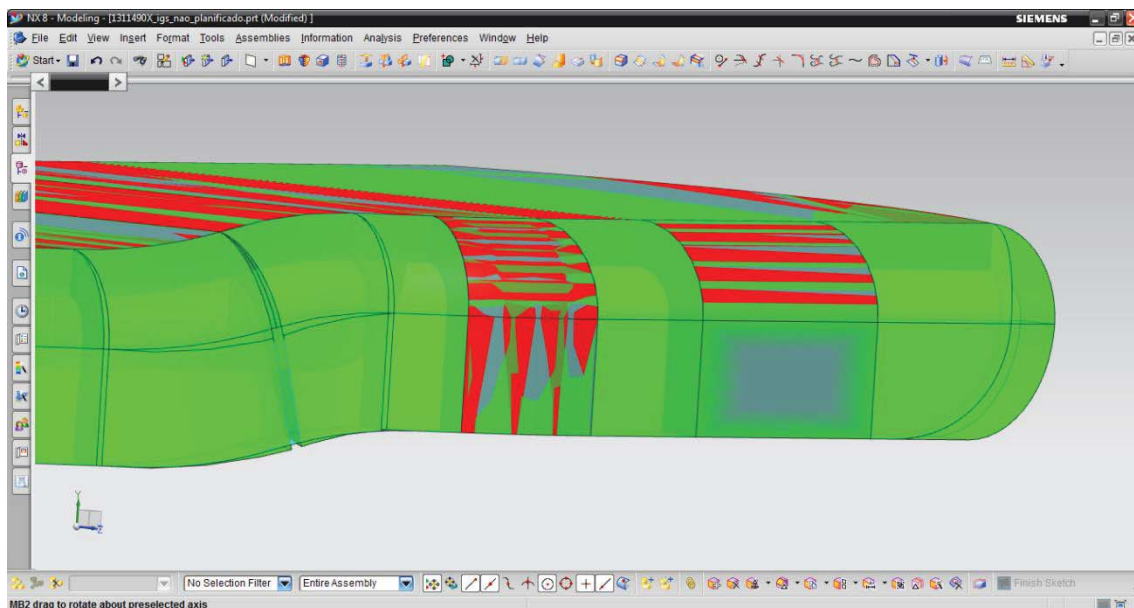 NX 8 - Modeling - [1311490X_igs_nao_planificado.prt (Modified) ]
SIEMENS
File Edit View Insert Format Tools Assemblies Information Analysis Preferences Window Help
Start
Y
Z
No Selection Filter
Entire Assembly
Finish Sketch
MB2 drag to rotate about preselected axis